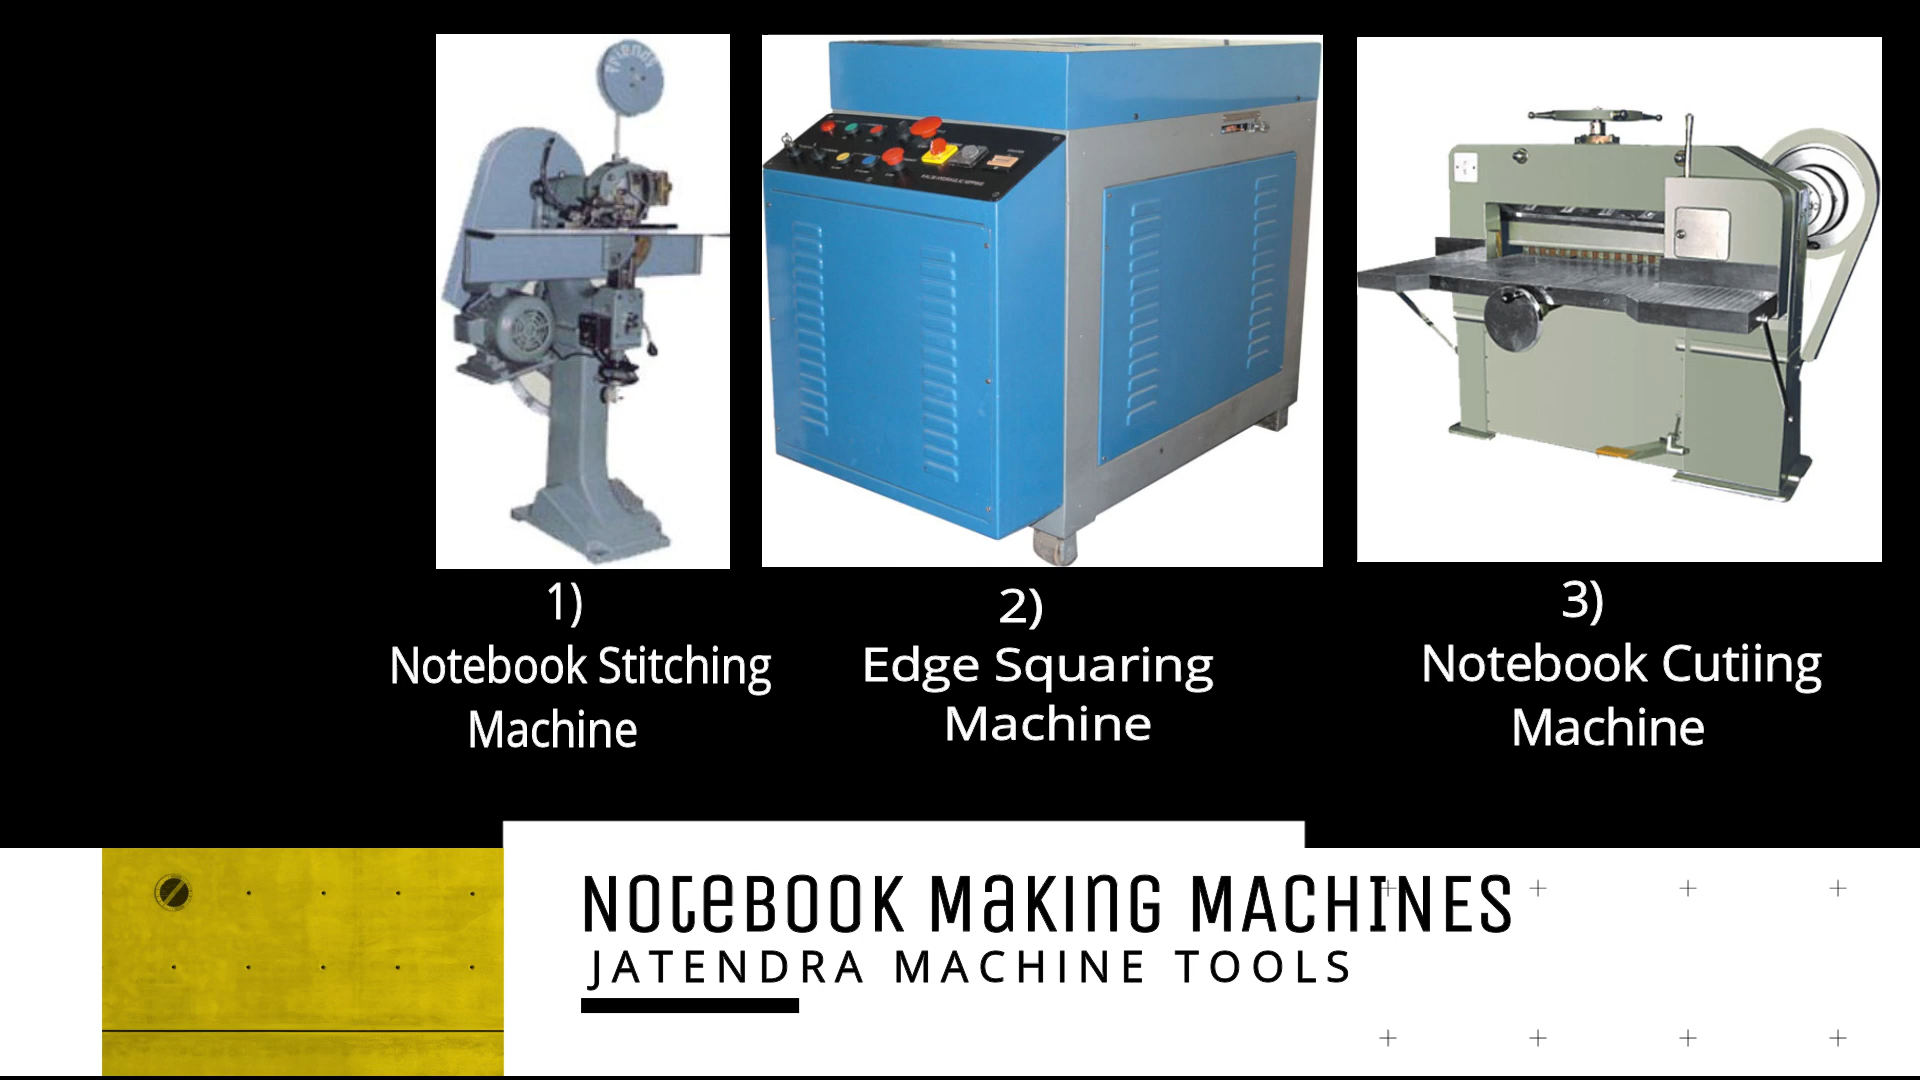 1)
Notebook Stitching
Machine
2)
Edge Squaring
Machine
3)
Notebook Cutiing
Machine
NOteBOOK MaKinG MACHINES
JATENDRA MACHINE TOOLS